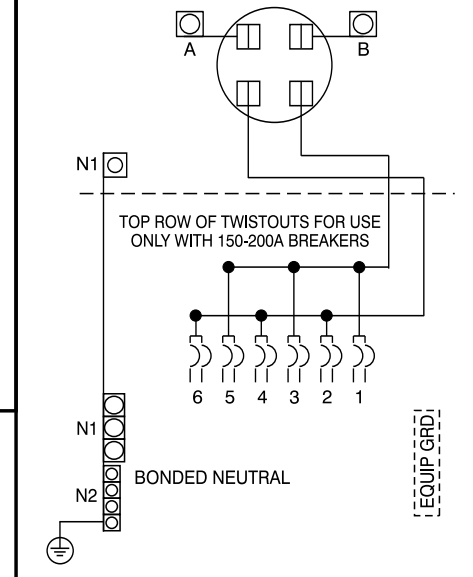 A B
N1
TOP ROW OF TWISTOUTS FOR USE
ONLY WITH 150-200A BREAKERS
6 5 4 3 2 1
N1
BONDED NEUTRAL
N2
EQUIP GRD